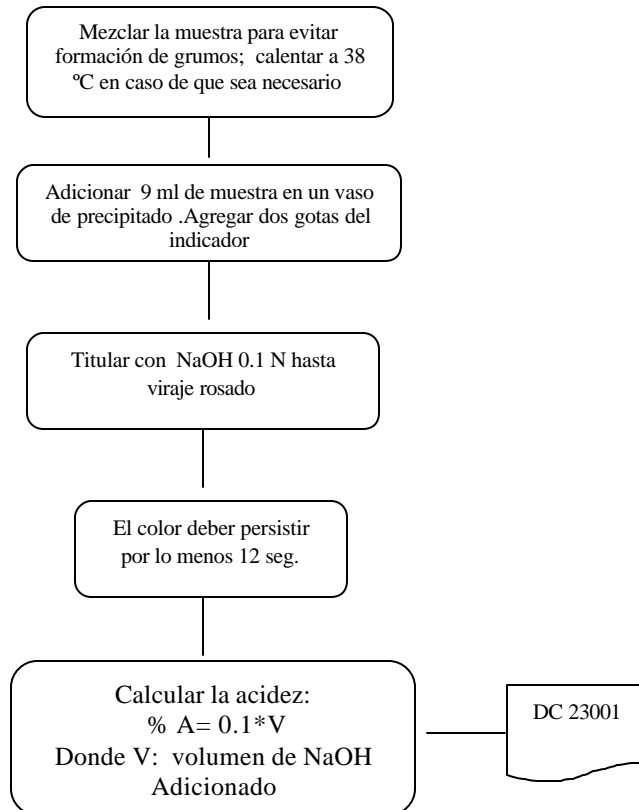 Mezclar la muestra para evitar
formación de grumos;  calentar a 38
ºC en caso de que sea necesario
Adicionar  9 ml de muestra en un vaso
de precipitado .Agregar dos gotas del
indicador
Titular con  NaOH 0.1 N hasta
viraje rosado
El color deber persistir
por lo menos 12 seg.
Calcular la acidez:
% A= 0.1*V
Donde V:  volumen de NaOH
Adicionado
DC 23001